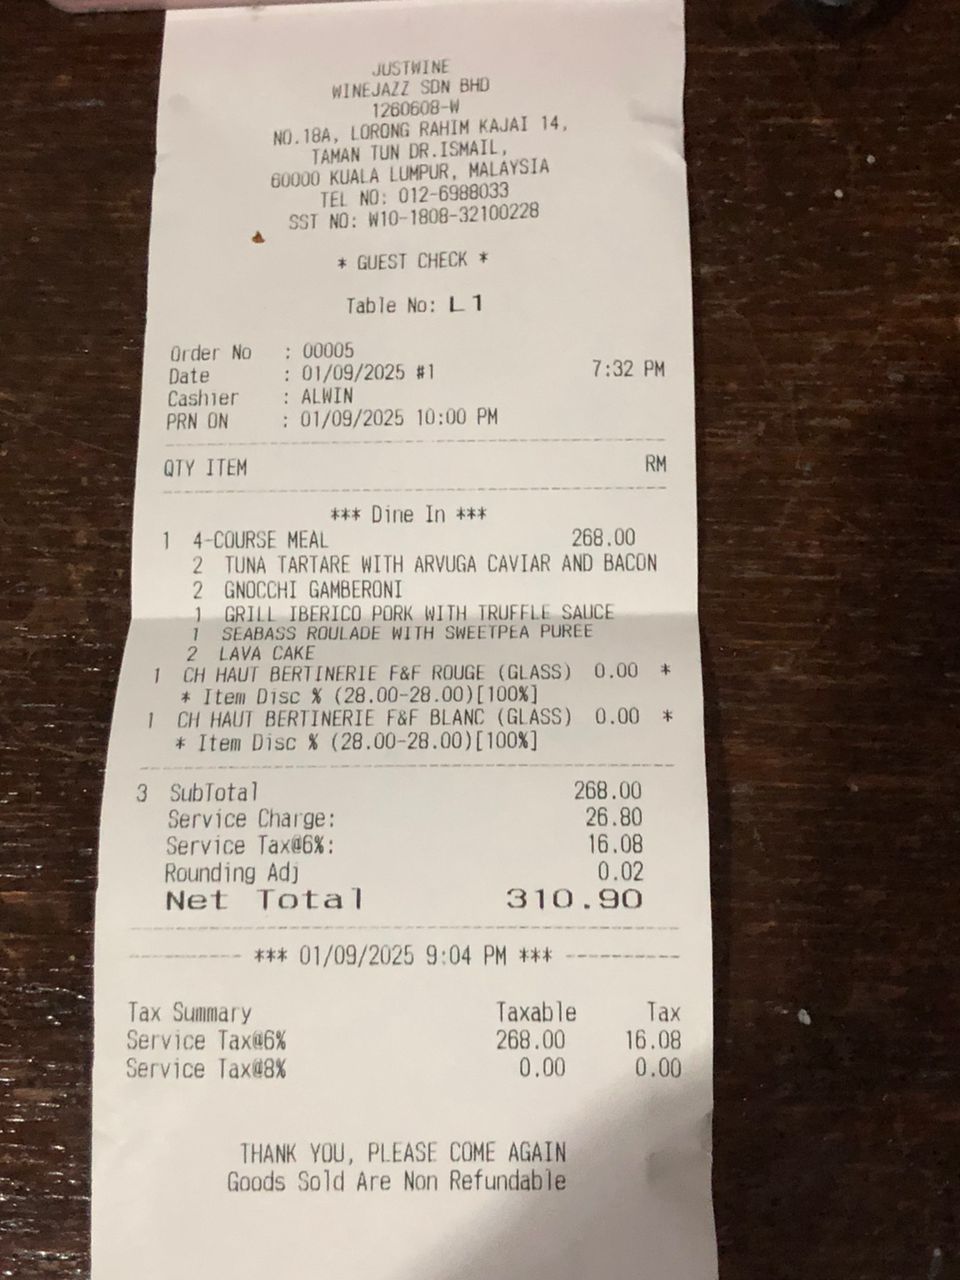 JUSTWINE
WINEJAZZ SDN BHD
1260608-W
NO.18A, LORONG RAHIM KAJAI 14,
TAMAN TUN DR.ISMAIL,
60000 KUALA LUMPUR, MALAYSIA
TEL NO: 012-6988033
SST NO: W10-1808-32100228
* GUEST CHECK *
Table No: L1
Order No : 00005
Date : 01/09/2025 #1 7:32 PM
Cashier : ALWIN
PRN ON : 01/09/2025 10:00 PM
QTY ITEM RM
*** Dine In ***
1 4-COURSE MEAL 268.00
2 TUNA TARTARE WITH ARVUGA CAVIAR AND BACON
2 GNOCCHI GAMBERONI
1 GRILL IBERICO PORK WITH TRUFFLE SAUCE
1 SEABASS ROULADE WITH SWEETPEA PUREE
2 LAVA CAKE
1 CH HAUT BERTINERIE F&F ROUGE (GLASS) 0.00 *
* Item Disc % (28.00-28.00)[100%]
1 CH HAUT BERTINERIE F&F BLANC (GLASS) 0.00 *
* Item Disc % (28.00-28.00)[100%]
3 SubTotal 268.00
Service Charge: 26.80
Service Tax@6%: 16.08
Rounding Adj 0.02
Net Total 310.90
*** 01/09/2025 9:04 PM ***
Tax Summary Taxable Tax
Service Tax@6% 268.00 16.08
Service Tax@8% 0.00 0.00
THANK YOU, PLEASE COME AGAIN
Goods Sold Are Non Refundable